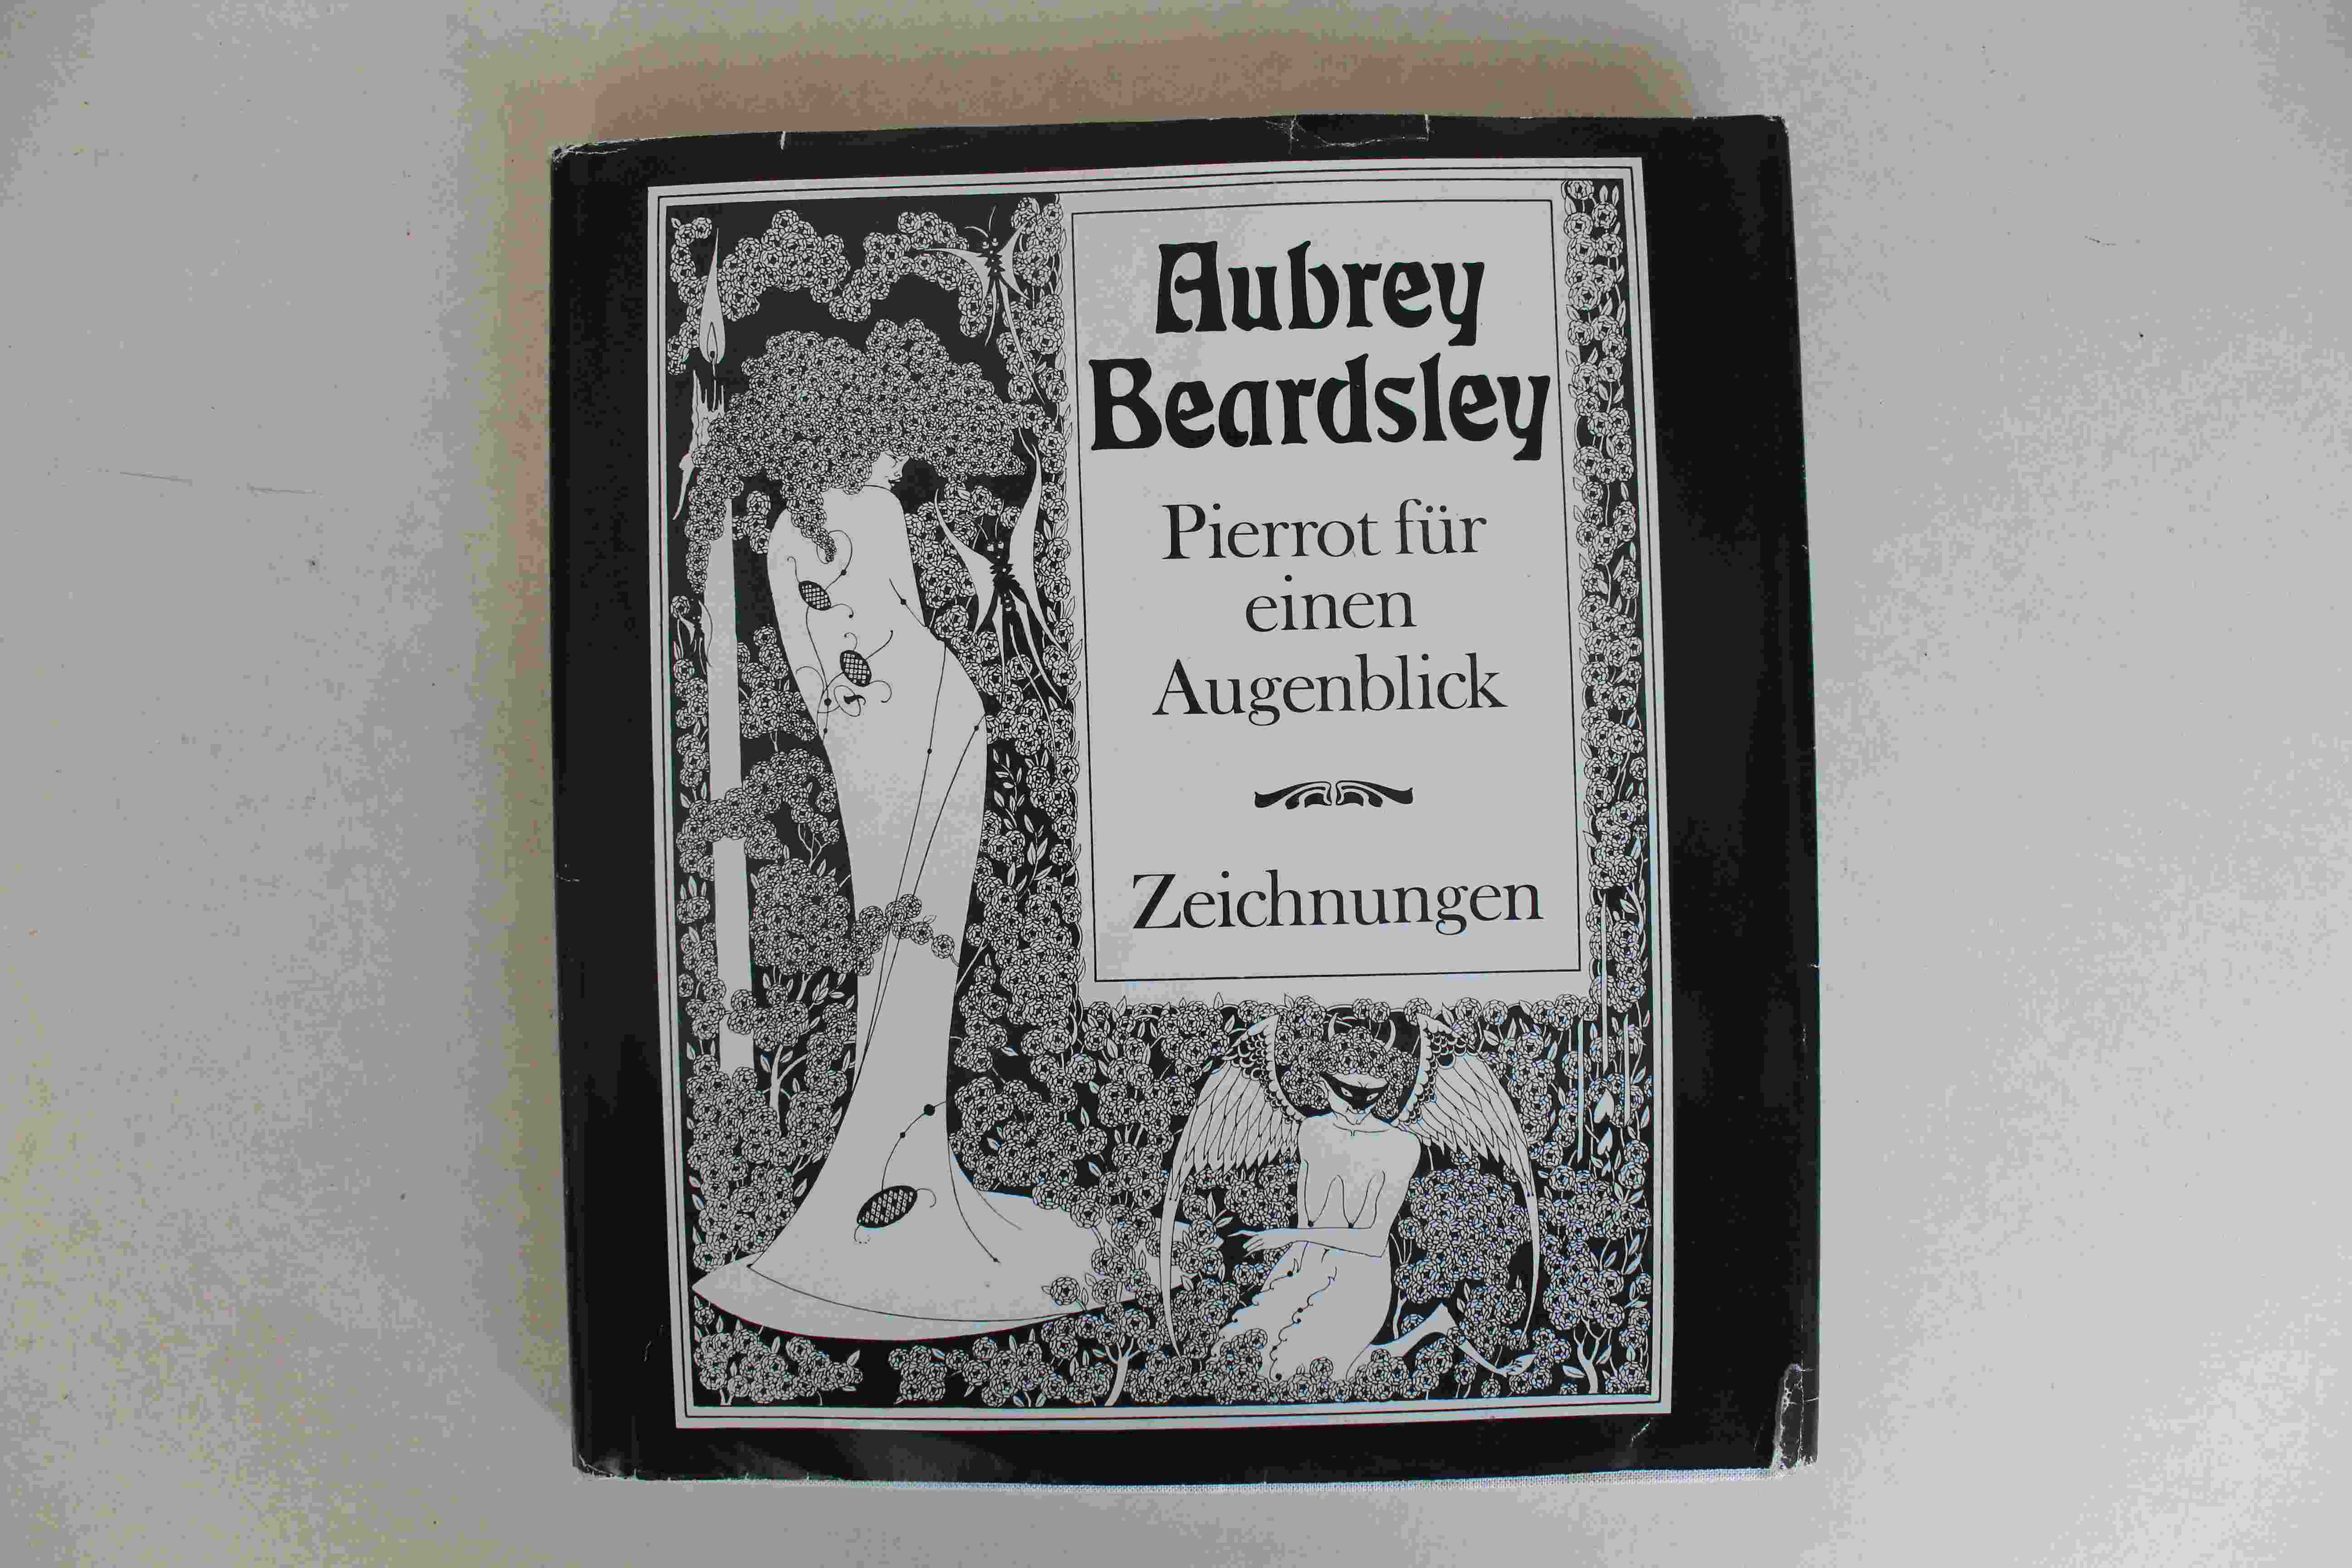 Aubrey
Beardsley
Pierrot für
einen
Augenblick
Zeichnungen